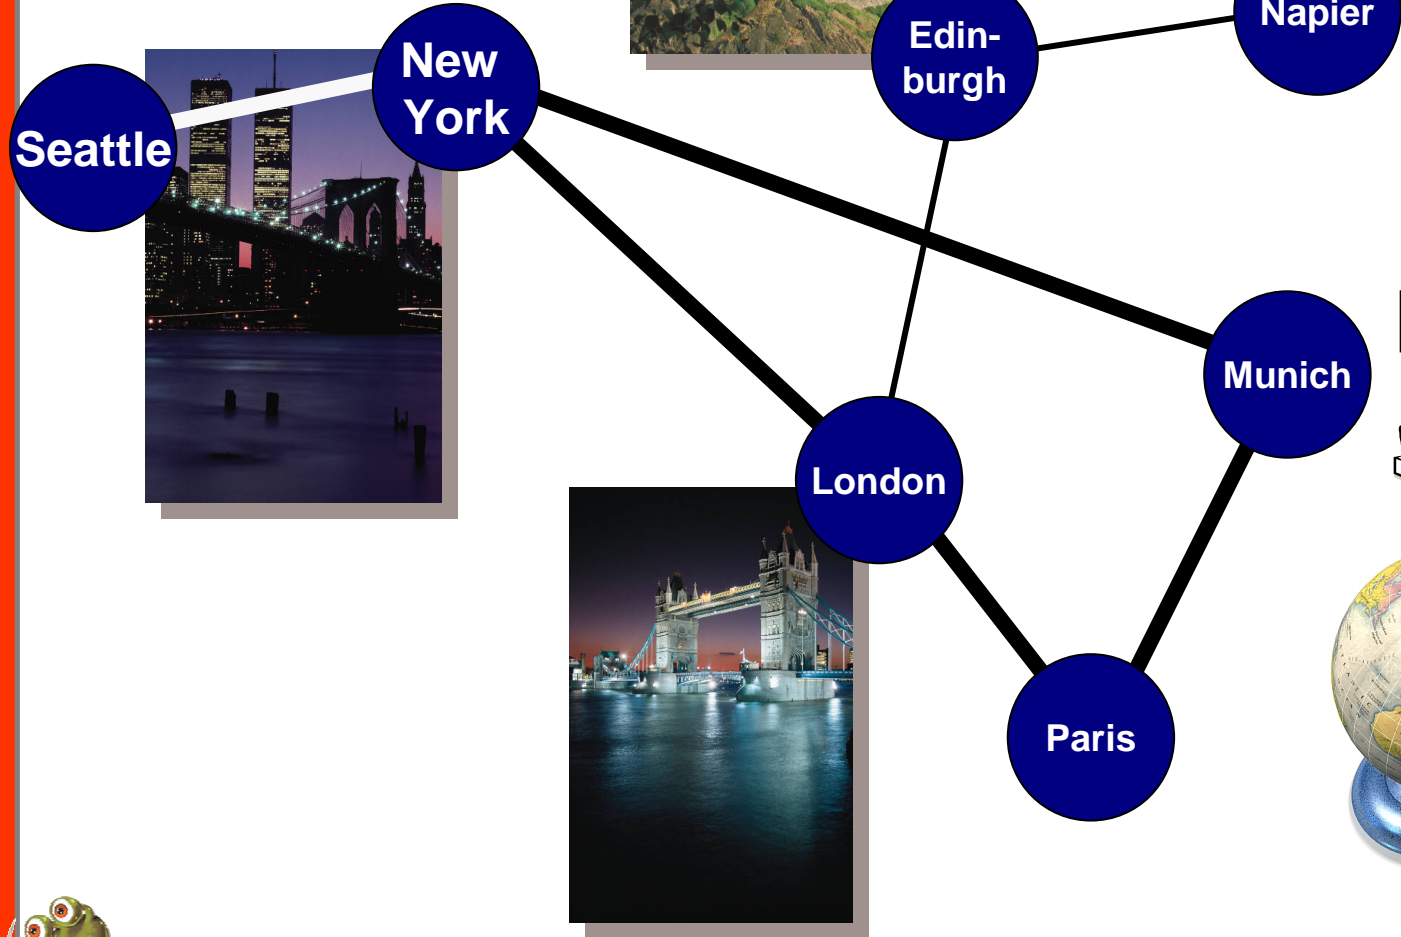 Napier
Edin-
burgh
New
York
Seattle
Munich
London
Paris